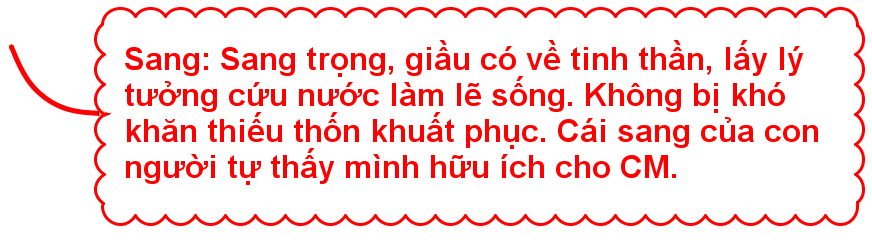 Sang: Sang trọng, giầu có về tinh thần, lấy lý
tưởng cứu nước làm lẽ sống. Không bị khó
khăn thiếu thốn khuất phục. Cái sang của con
người tự thấy mình hữu ích cho CM.